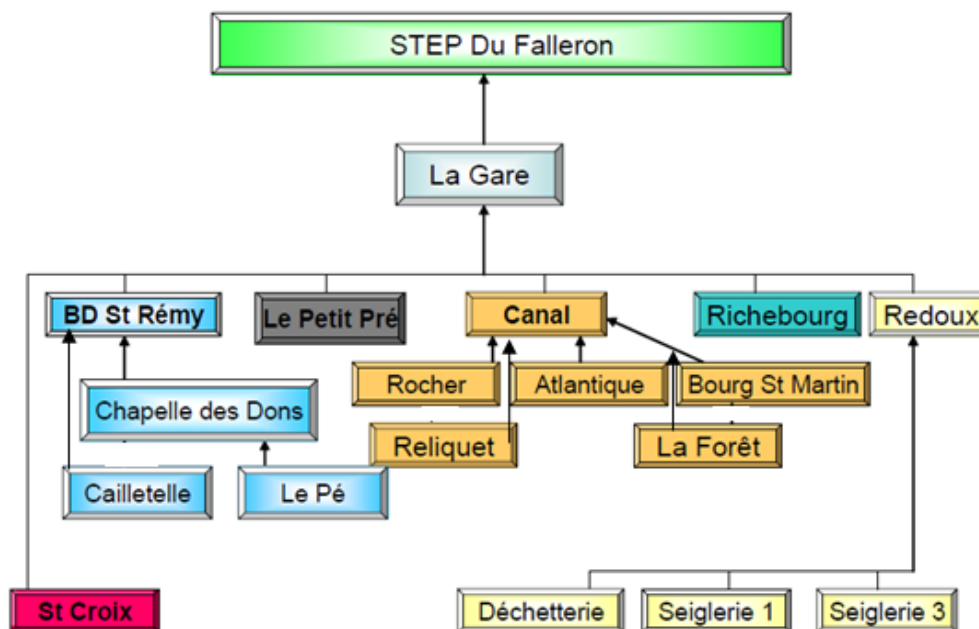 STEP Du Falleron
La Gare
BD St Rémy
Le Petit Pré
Canal
Richebourg
Redoux
Rocher
Atlantique
Bourg St Martin
Chapelle des Dons
Reliquet
La Forêt
Cailletelle
Le Pé
St Croix
Déchetterie
Seiglerie 1
Seiglerie 3